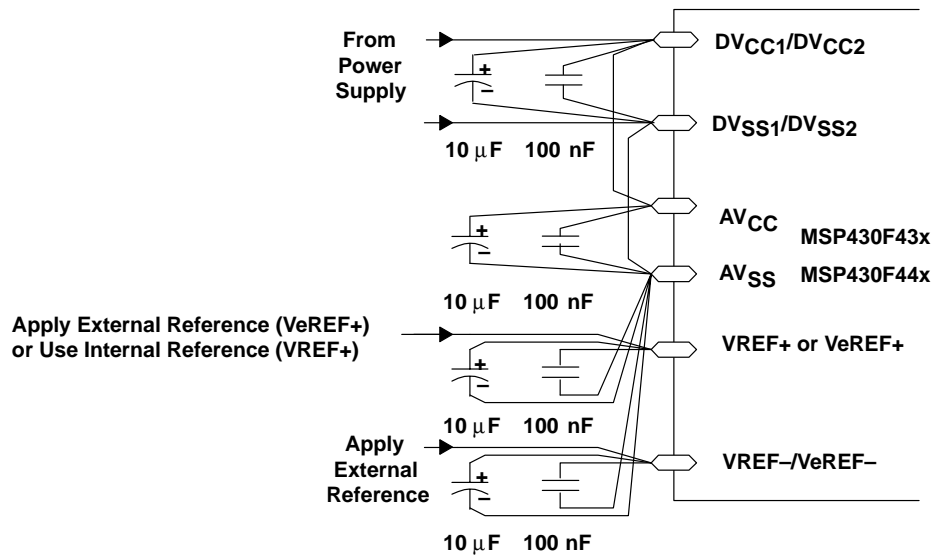 From
Power
Supply
DVCC1/DVCC2
+
–
DVSS1/DVSS2
10 μF 100 nF
AVCC
MSP430F43x
+
–
AVSS MSP430F44x
10 μF 100 nF
Apply External Reference (VeREF+)
or Use Internal Reference (VREF+)
VREF+ or VeREF+
+
–
10 μF 100 nF
Apply
External
Reference
VREF–/VeREF–
+
–
10 μF 100 nF